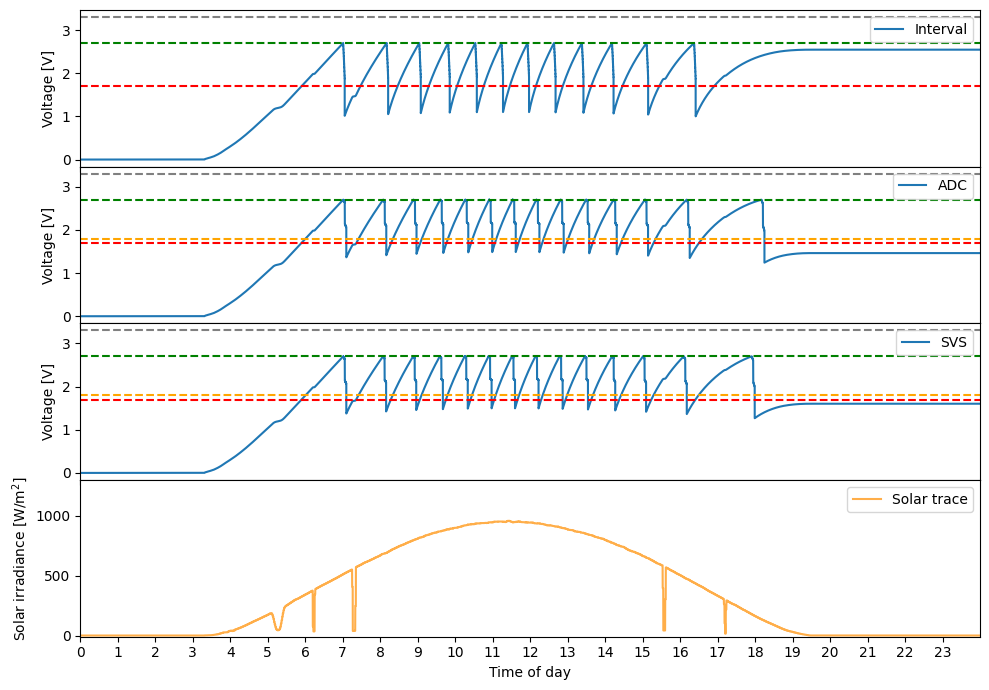 Voltage [V]
3
2
1
0
Interval
Voltage [V]
3
2
1
0
ADC
Voltage [V]
3
2
1
0
SVS
Solar irradiance [W/m²]
1000
500
0
Solar trace
0 1 2 3 4 5 6 7 8 9 10 11 12 13 14 15 16 17 18 19 20 21 22 23
Time of day